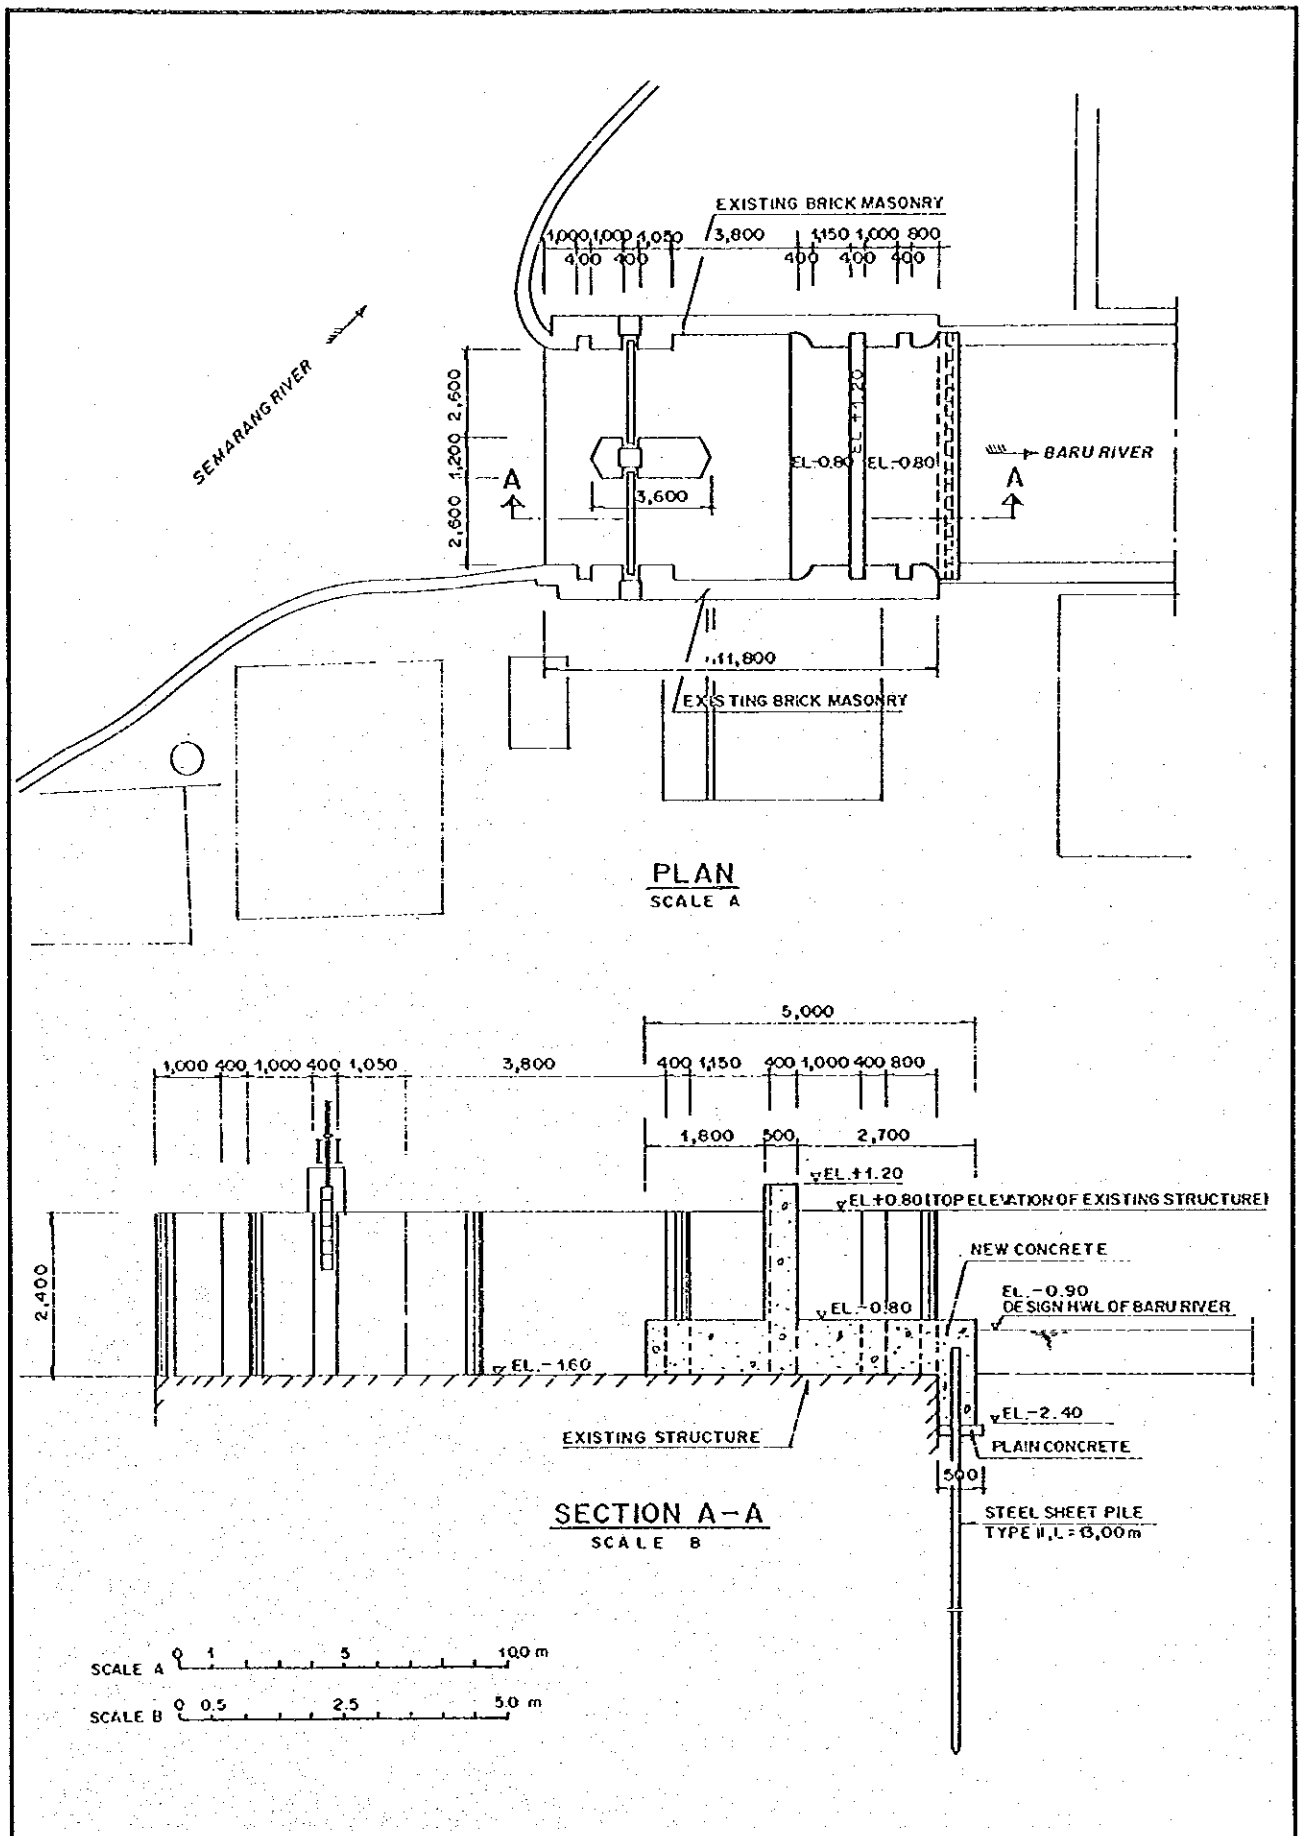 EXISTING BRICK MASONRY
1,000 1,000 1,050 3,800 1,150 1,000 800
400 400 400 400 400
SEMARANG RIVER
2,600
1,200
2,600
EL+1.20
EL-0.80 EL-0.80
BARU RIVER
A A
3,600
11,800
EXISTING BRICK MASONRY
PLAN
SCALE A
5,000
1,000 400 1,000 400 1,050 3,800 400 1,150 400 1,000 400 800
1,800 500 2,700
EL.+1.20
EL+0.80 (TOP ELEVATION OF EXISTING STRUCTURE)
NEW CONCRETE
2,400
EL.-0.90
DESIGN HWL OF BARU RIVER
EL.-0.80
EL.-1.60
EL-2.40
EXISTING STRUCTURE
PLAIN CONCRETE
500
SECTION A-A
SCALE B
STEEL SHEET PILE
TYPE II, L=13,00m
SCALE A 0 1 5 10.0 m
SCALE B 0 0.5 2.5 5.0 m